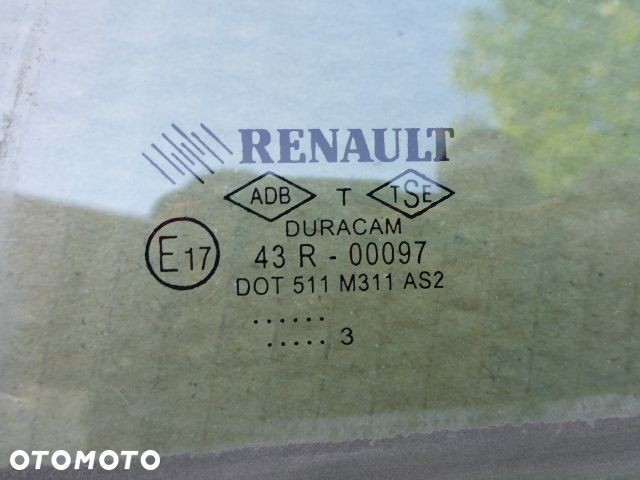 RENAULT
ADB T TSE
DURACAM
E17 43 R - 00097
DOT 511 M311 AS2
......
..... 3
OTOMOTO